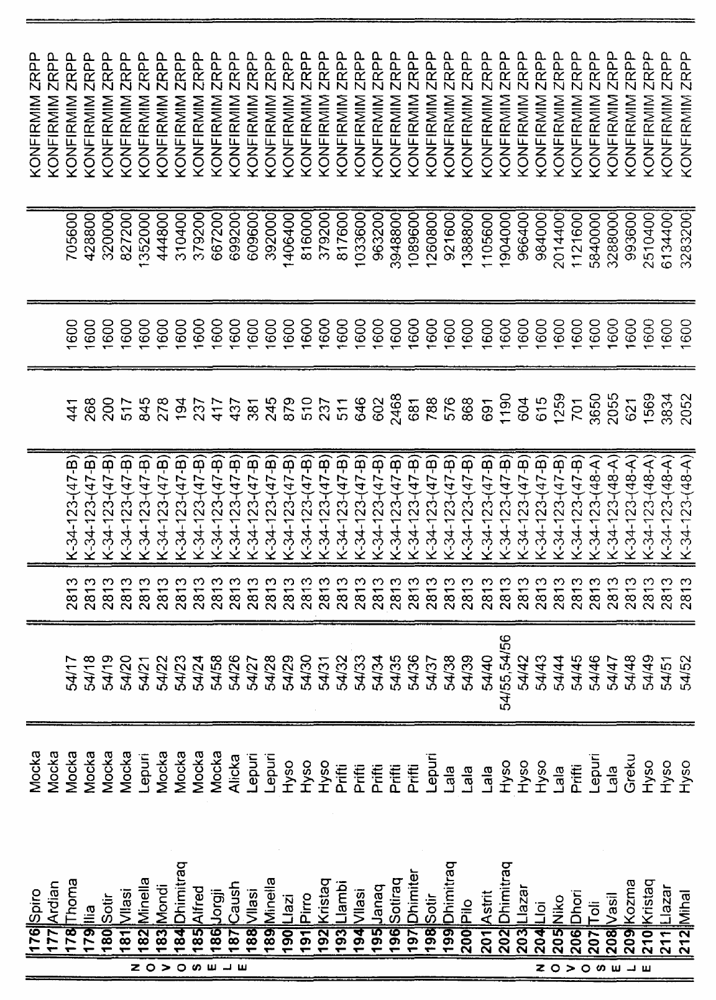 176 Spiro Mocka KONFIRMIM ZRPP
177 Ardian Mocka KONFIRMIM ZRPP
178 Thoma Mocka 54/17 2813 K-34-123-(47-B) 441 1600 705600 KONFIRMIM ZRPP
179 Ilia Mocka 54/18 2813 K-34-123-(47-B) 268 1600 428800 KONFIRMIM ZRPP
180 Sotir Mocka 54/19 2813 K-34-123-(47-B) 200 1600 320000 KONFIRMIM ZRPP
181 Vllasi Mocka 54/20 2813 K-34-123-(47-B) 517 1600 827200 KONFIRMIM ZRPP
182 Minella Lepuri 54/21 2813 K-34-123-(47-B) 845 1600 1352000 KONFIRMIM ZRPP
183 Mondi Mocka 54/22 2813 K-34-123-(47-B) 278 1600 444800 KONFIRMIM ZRPP
184 Dhimitraq Mocka 54/23 2813 K-34-123-(47-B) 194 1600 310400 KONFIRMIM ZRPP
185 Alfred Mocka 54/24 2813 K-34-123-(47-B) 237 1600 379200 KONFIRMIM ZRPP
186 Jorgji Mocka 54/58 2813 K-34-123-(47-B) 417 1600 667200 KONFIRMIM ZRPP
187 Caush Alicka 54/26 2813 K-34-123-(47-B) 437 1600 699200 KONFIRMIM ZRPP
188 Vllasi Lepuri 54/27 2813 K-34-123-(47-B) 381 1600 609600 KONFIRMIM ZRPP
NOVOSELE
189 Minella Lepuri 54/28 2813 K-34-123-(47-B) 245 1600 392000 KONFIRMIM ZRPP
190 Llazi Hyso 54/29 2813 K-34-123-(47-B) 879 1600 1406400 KONFIRMIM ZRPP
191 Pirro Hyso 54/30 2813 K-34-123-(47-B) 510 1600 816000 KONFIRMIM ZRPP
192 Kristaq Hyso 54/31 2813 K-34-123-(47-B) 237 1600 379200 KONFIRMIM ZRPP
193 Llambi Prifti 54/32 2813 K-34-123-(47-B) 511 1600 817600 KONFIRMIM ZRPP
194 Vllasi Prifti 54/33 2813 K-34-123-(47-B) 646 1600 1033600 KONFIRMIM ZRPP
195 Janaq Prifti 54/34 2813 K-34-123-(47-B) 602 1600 963200 KONFIRMIM ZRPP
196 Sotiraq Prifti 54/35 2813 K-34-123-(47-B) 2468 1600 3948800 KONFIRMIM ZRPP
197 Dhimiter Prifti 54/36 2813 K-34-123-(47-B) 681 1600 1089600 KONFIRMIM ZRPP
198 Sotir Lepuri 54/37 2813 K-34-123-(47-B) 788 1600 1260800 KONFIRMIM ZRPP
199 Dhimitraq Lala 54/38 2813 K-34-123-(47-B) 576 1600 921600 KONFIRMIM ZRPP
200 Pilo Lala 54/39 2813 K-34-123-(47-B) 868 1600 1388800 KONFIRMIM ZRPP
201 Astrit Lala 54/40 2813 K-34-123-(47-B) 691 1600 1105600 KONFIRMIM ZRPP
202 Dhimitraq Hyso 54/55,54/56 2813 K-34-123-(47-B) 1190 1600 1904000 KONFIRMIM ZRPP
203 Llazar Hyso 54/42 2813 K-34-123-(47-B) 604 1600 966400 KONFIRMIM ZRPP
204 Lloi Hyso 54/43 2813 K-34-123-(47-B) 615 1600 984000 KONFIRMIM ZRPP
205 Niko Lala 54/44 2813 K-34-123-(47-B) 1259 1600 2014400 KONFIRMIM ZRPP
206 Dhori Prifti 54/45 2813 K-34-123-(47-B) 701 1600 1121600 KONFIRMIM ZRPP
207 Toli Lepuri 54/46 2813 K-34-123-(48-A) 3650 1600 5840000 KONFIRMIM ZRPP
208 Vasil Lala 54/47 2813 K-34-123-(48-A) 2055 1600 3288000 KONFIRMIM ZRPP
209 Kozma Greku 54/48 2813 K-34-123-(48-A) 621 1600 993600 KONFIRMIM ZRPP
210 Kristaq Hyso 54/49 2813 K-34-123-(48-A) 1569 1600 2510400 KONFIRMIM ZRPP
NOVOSELE
211 Llazar Hyso 54/51 2813 K-34-123-(48-A) 3834 1600 6134400 KONFIRMIM ZRPP
212 Mihal Hyso 54/52 2813 K-34-123-(48-A) 2052 1600 3283200 KONFIRMIM ZRPP